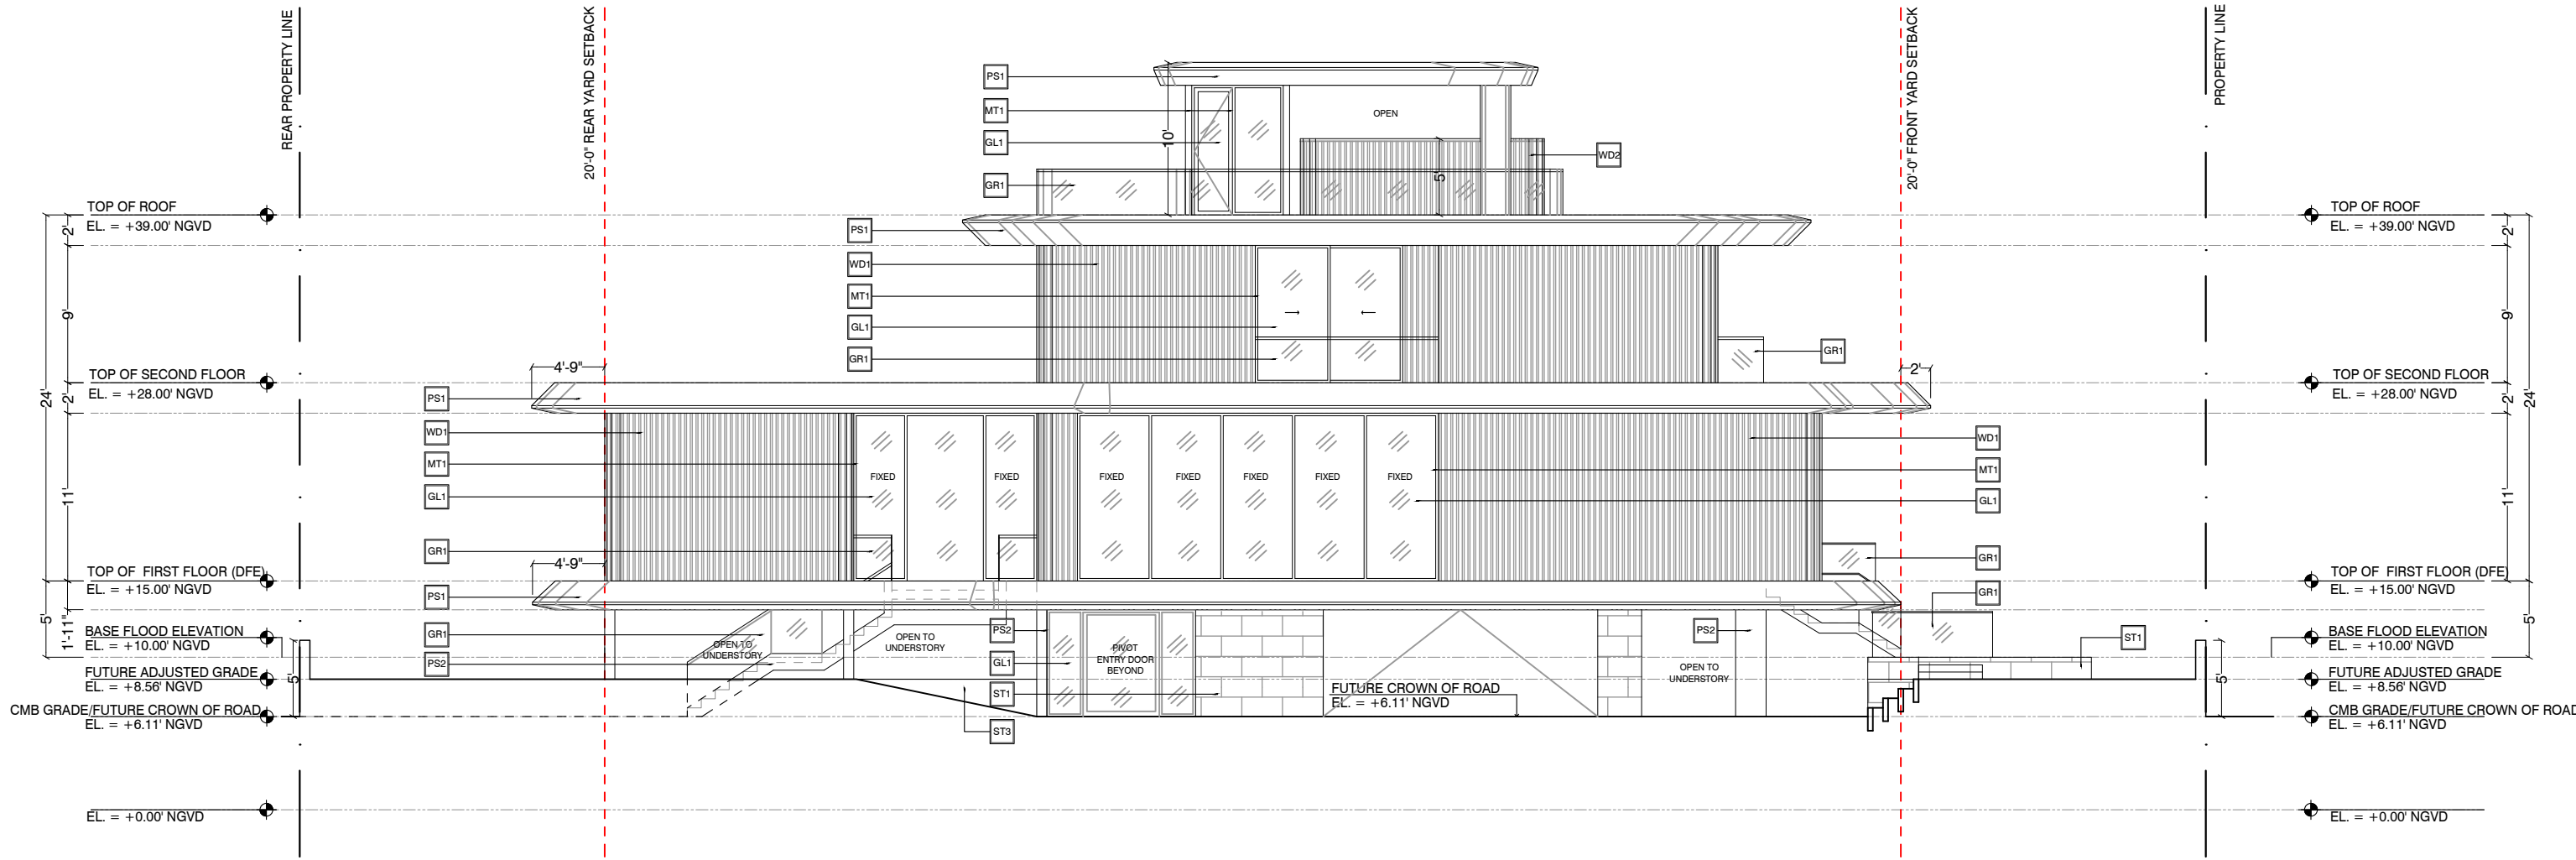 REAR PROPERTY LINE
20'-0" REAR YARD SETBACK
20'-0" FRONT YARD SETBACK
PROPERTY LINE
PS1
MT1
GL1
GR1
10'
OPEN
5'
WD2
TOP OF ROOF
EL. = +39.00' NGVD
TOP OF ROOF
EL. = +39.00' NGVD
2'
9'
2'
24'
11'
5'
1'-11"
PS1
WD1
MT1
GL1
GR1
GR1
2'
9'
2'
24'
11'
5'
4'-9"
2'
TOP OF SECOND FLOOR
EL. = +28.00' NGVD
TOP OF SECOND FLOOR
EL. = +28.00' NGVD
PS1
WD1
MT1
GL1
GR1
FIXED
FIXED
FIXED
FIXED
FIXED
FIXED
FIXED
WD1
MT1
GL1
GR1
GR1
4'-9"
TOP OF FIRST FLOOR (DFE)
EL. = +15.00' NGVD
TOP OF FIRST FLOOR (DFE)
EL. = +15.00' NGVD
PS1
GR1
PS2
OPEN TO
UNDERSTORY
OPEN TO
UNDERSTORY
PS2
GL1
ST1
ST3
PIVOT
ENTRY DOOR
BEYOND
FUTURE CROWN OF ROAD
EL. = +6.11' NGVD
PS2
OPEN TO
UNDERSTORY
ST1
BASE FLOOD ELEVATION
EL. = +10.00' NGVD
BASE FLOOD ELEVATION
EL. = +10.00' NGVD
FUTURE ADJUSTED GRADE
EL. = +8.56' NGVD
5'
5'
FUTURE ADJUSTED GRADE
EL. = +8.56' NGVD
CMB GRADE/FUTURE CROWN OF ROAD
EL. = +6.11' NGVD
CMB GRADE/FUTURE CROWN OF ROAD
EL. = +6.11' NGVD
EL. = +0.00' NGVD
EL. = +0.00' NGVD